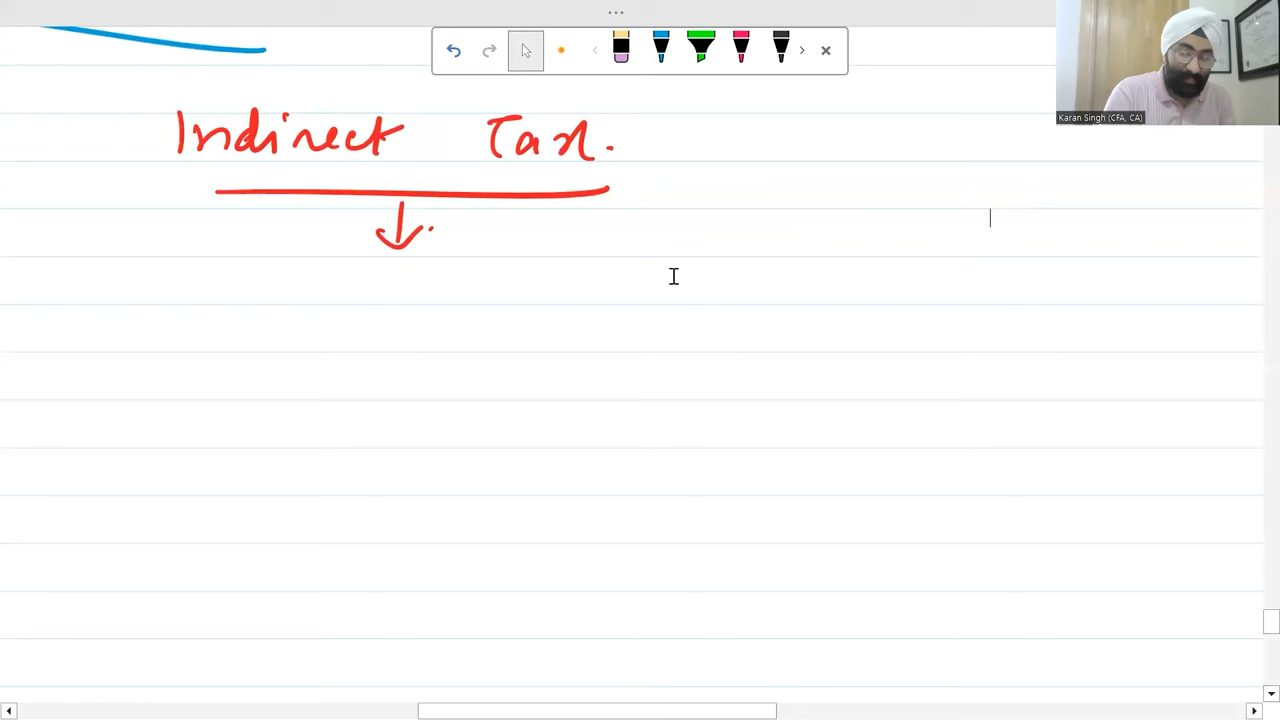 Karan Singh (CFA, CA)
Indirect Tax.